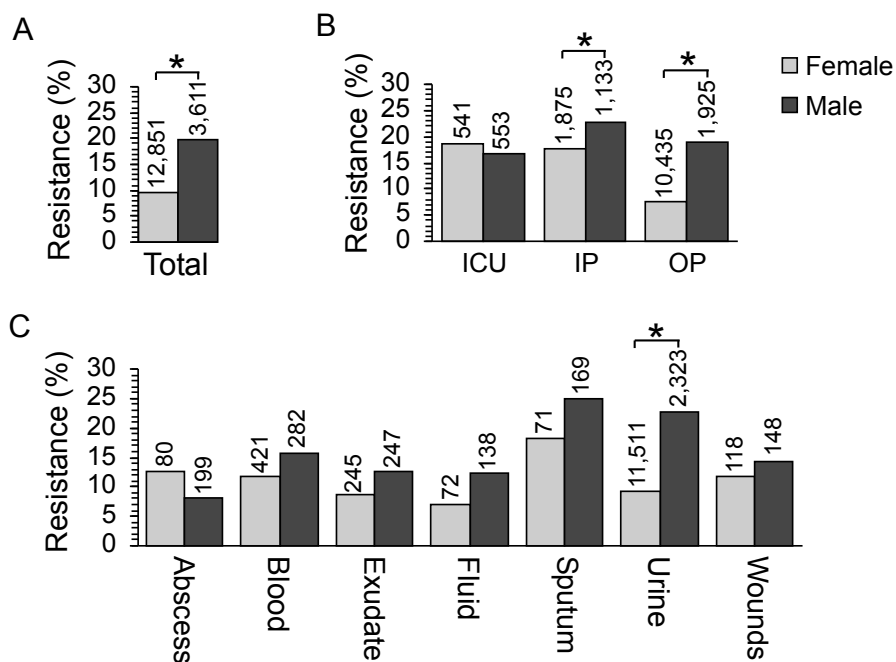 A
Resistance (%)
30
25
20
15
10
5
0
12,851
3,611
*
Total
B
Resistance (%)
30
25
20
15
10
5
0
541
553
1,875
1,133
*
10,435
1,925
*
ICU IP OP
Female
Male
C
Resistance (%)
30
25
20
15
10
5
0
80
199
421
282
245
247
72
138
71
169
11,511
2,323
*
118
148
Abscess
Blood
Exudate
Fluid
Sputum
Urine
Wounds